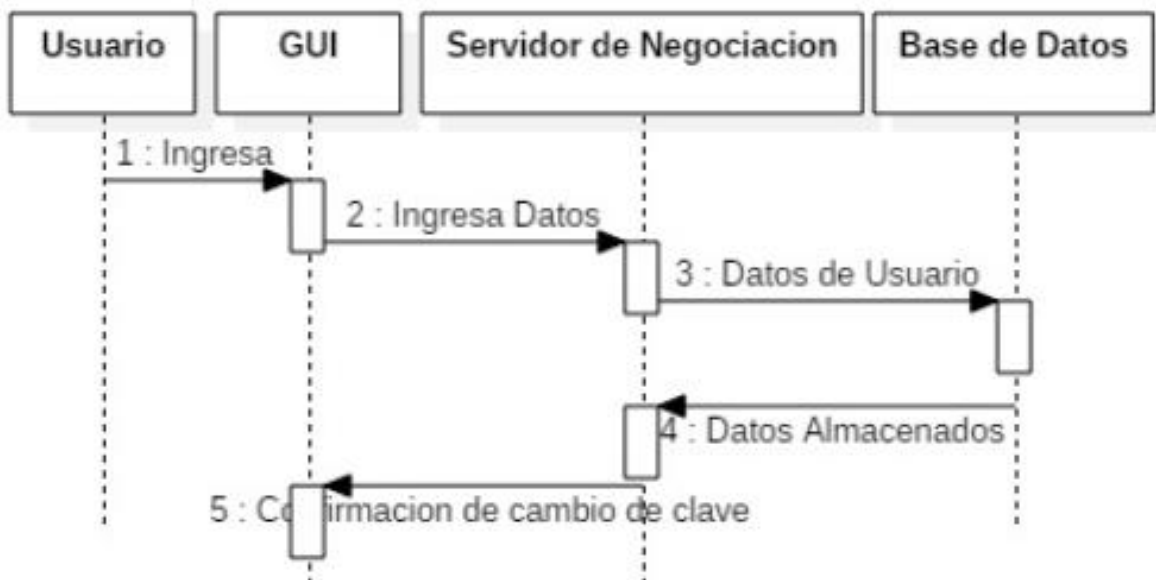 Usuario
GUI
Servidor de Negociacion
Base de Datos
1 : Ingresa
2 : Ingresa Datos
3 : Datos de Usuario
4 : Datos Almacenados
5 : Confirmacion de cambio de clave